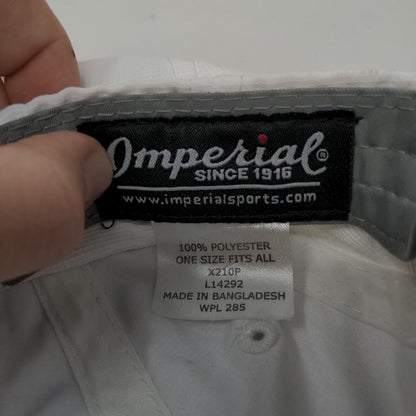 Imperial®
SINCE 1916
www.imperialsports.com
100% POLYESTER
ONE SIZE FITS ALL
X210P
L14292
MADE IN BANGLADESH
WPL 285